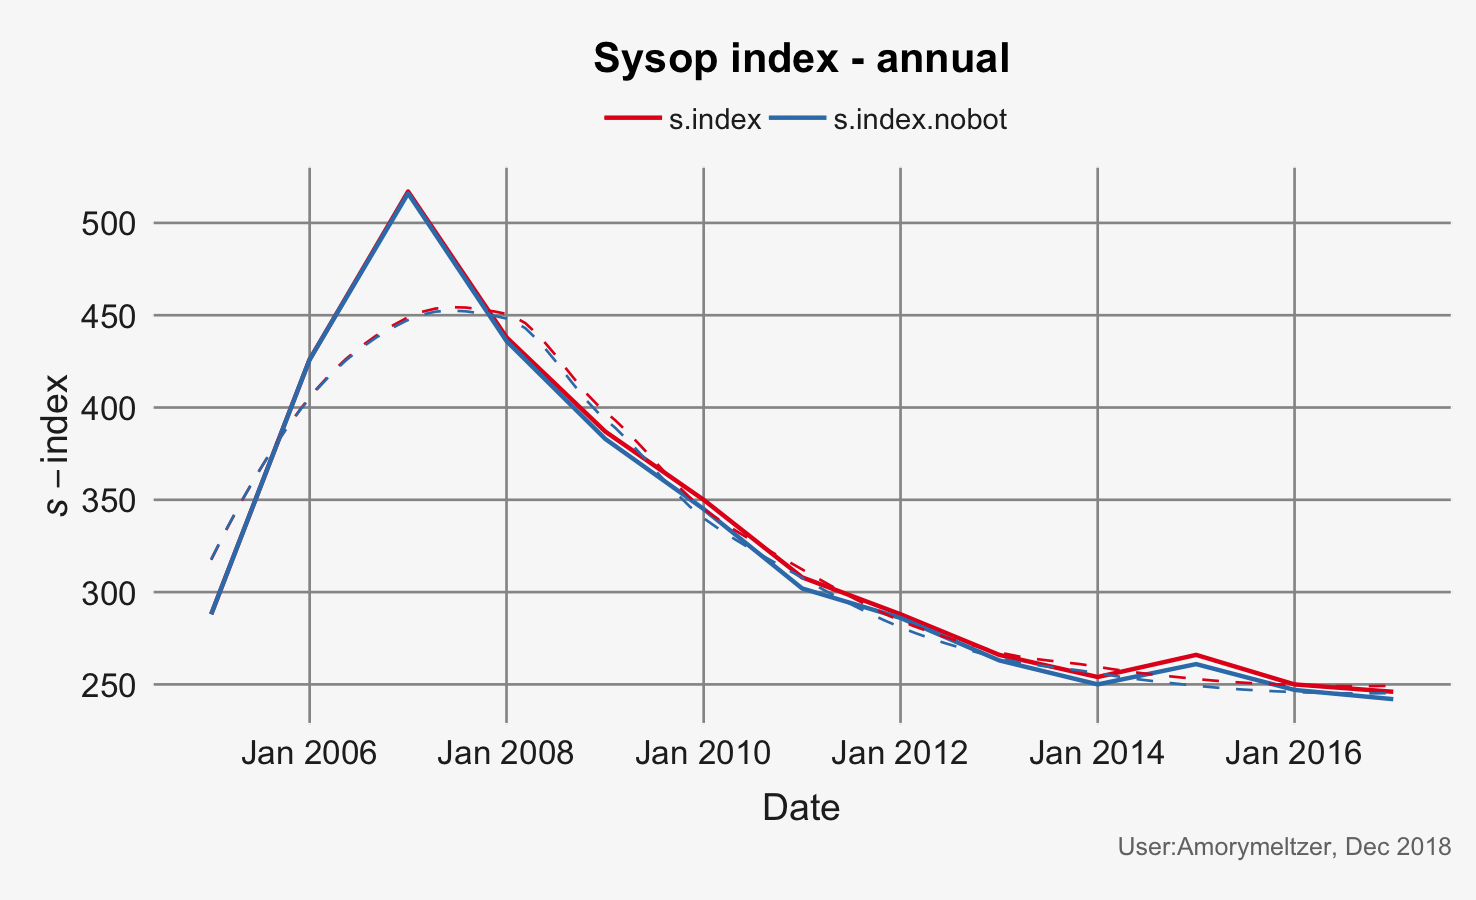 Sysop index - annual
s.index s.index.nobot
500
450
400
350
300
250
s – index
Jan 2006 Jan 2008 Jan 2010 Jan 2012 Jan 2014 Jan 2016
Date
User:Amorymeltzer, Dec 2018